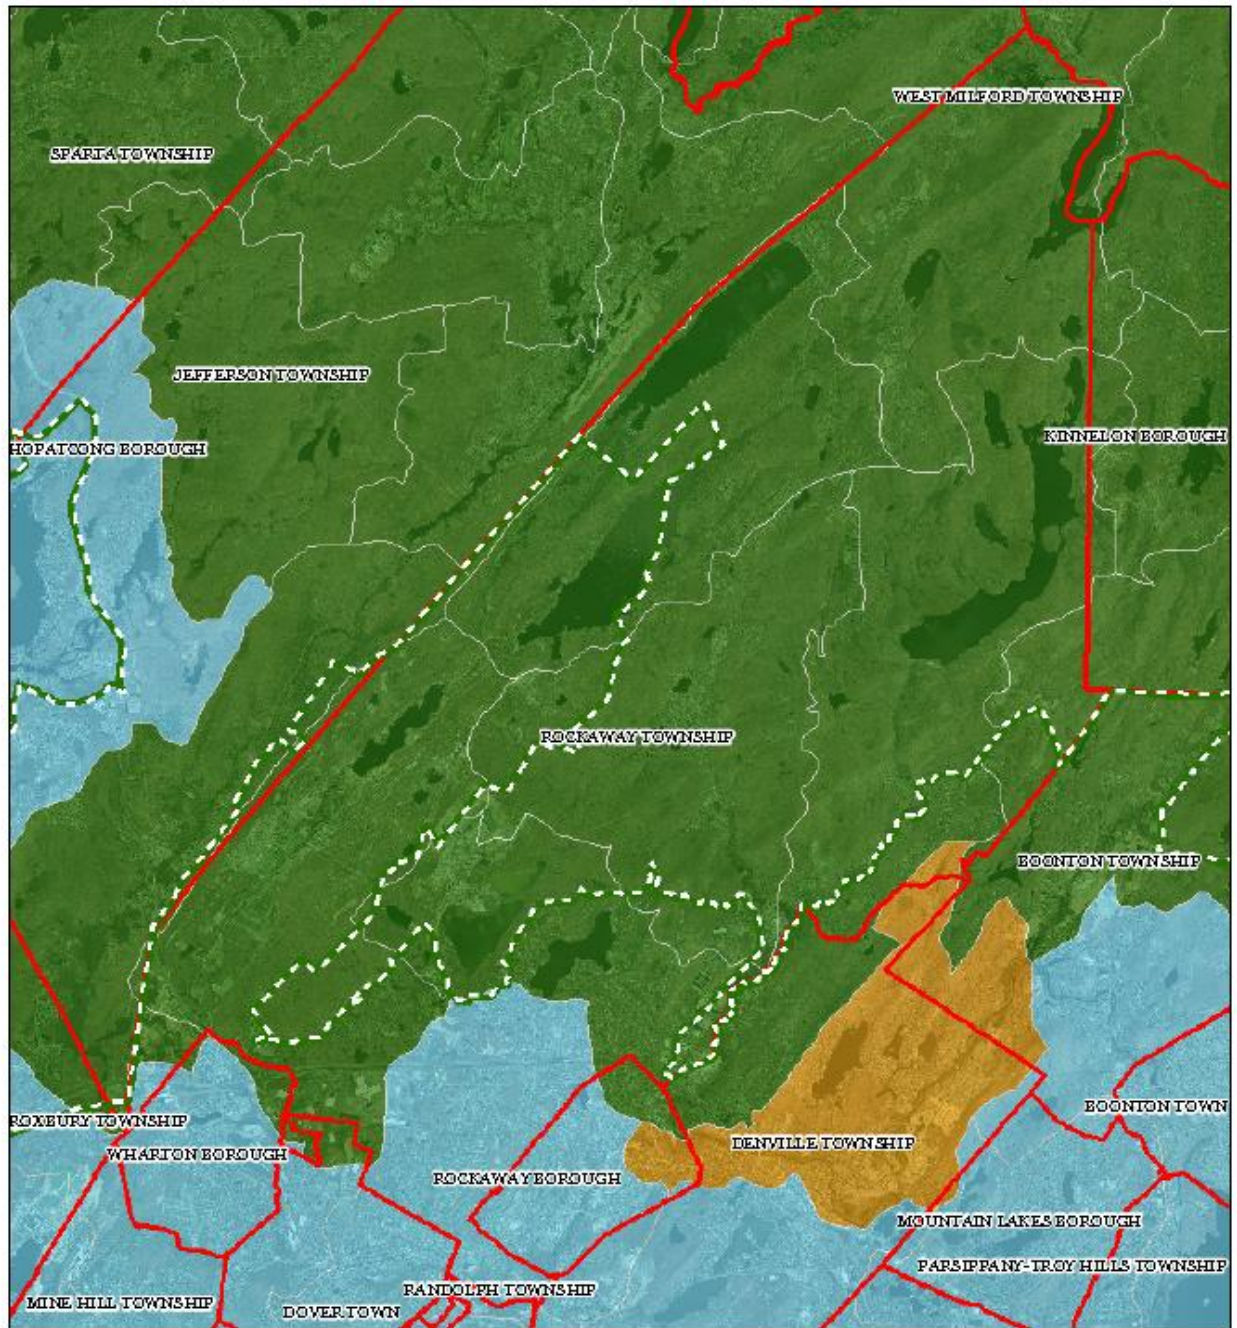 WEST MILFORD TOWNSHIP
SPARTA TOWNSHIP
JEFFERSON TOWNSHIP
KINNELON BOROUGH
HOPATCONG BOROUGH
ROCKAWAY TOWNSHIP
BOONTON TOWNSHIP
BOONTON TOWN
ROXBURY TOWNSHIP
DENVILLE TOWNSHIP
WHARTON BOROUGH
ROCKAWAY BOROUGH
MOUNTAIN LAKES BOROUGH
PARSIPPANY-TROY HILLS TOWNSHIP
RANDOLPH TOWNSHIP
MINE HILL TOWNSHIP
DOVER TOWN